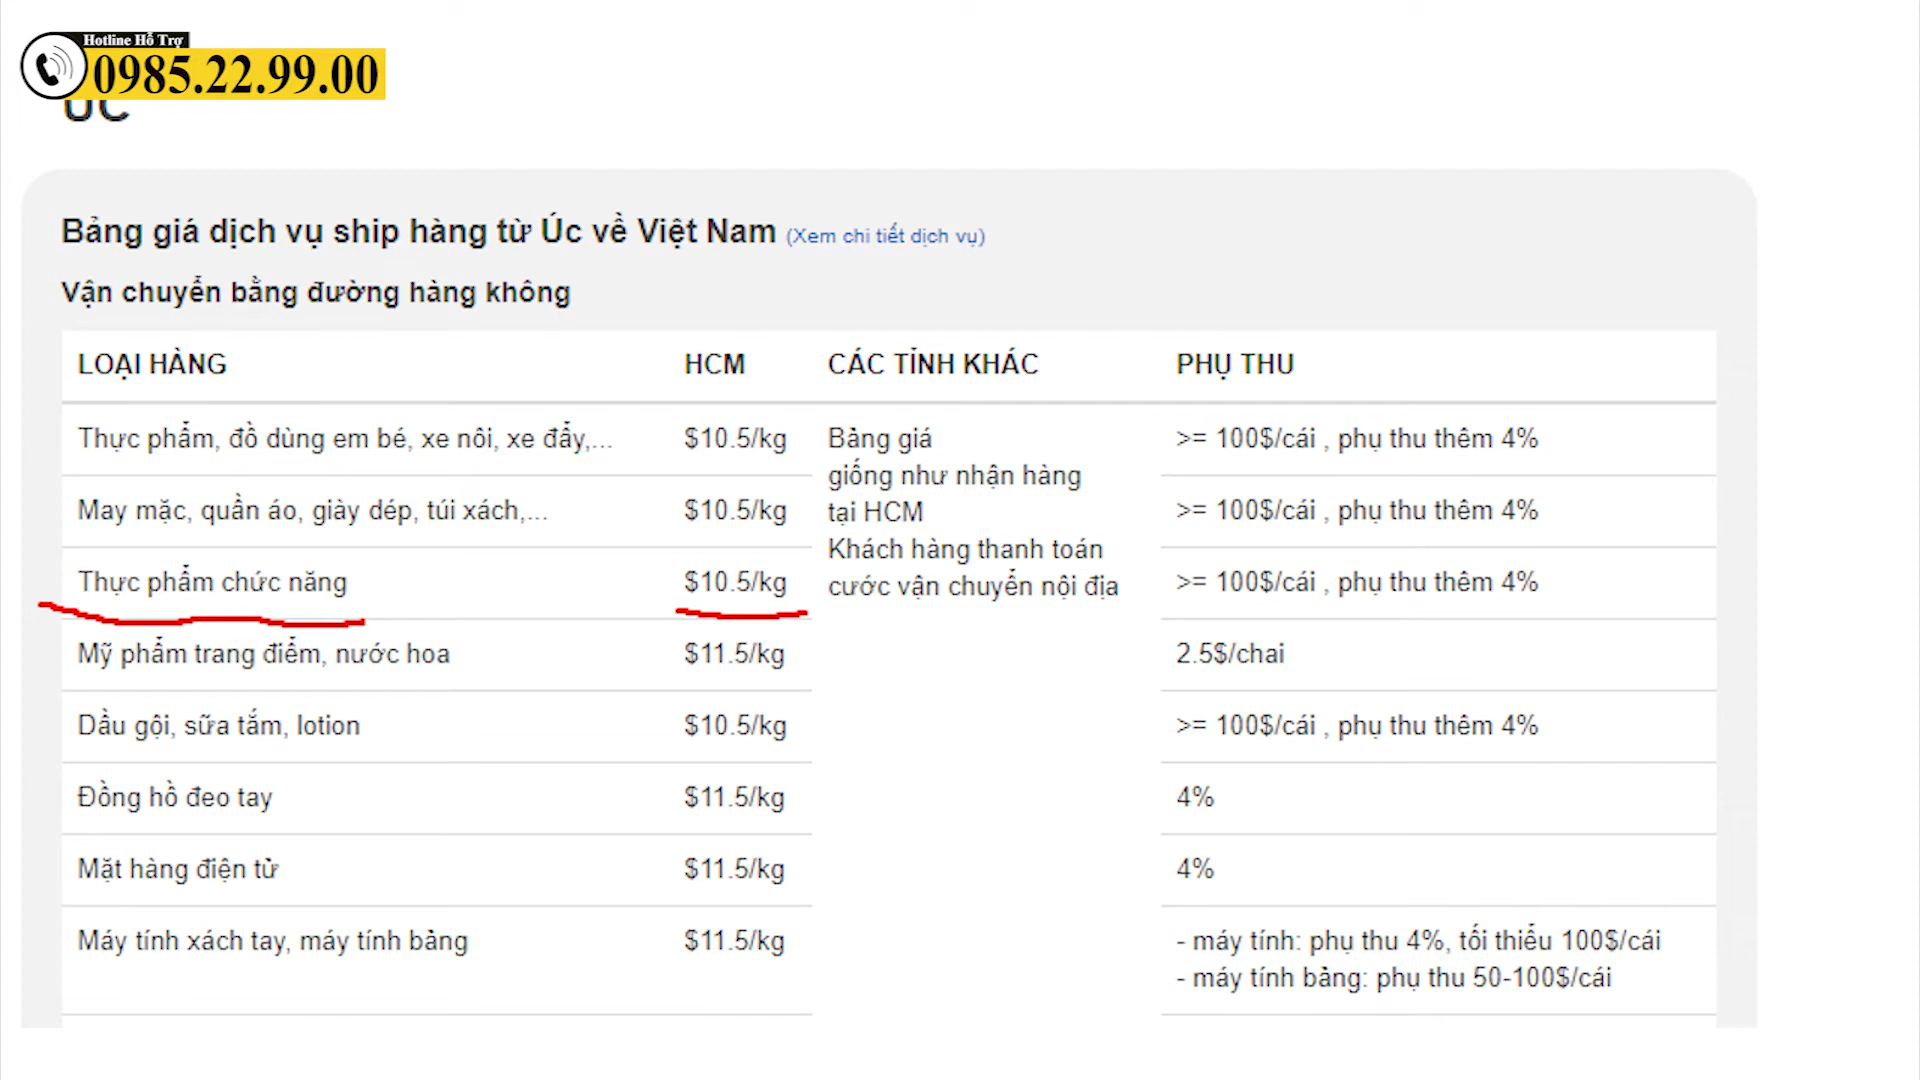 Hotline Hỗ Trợ
0985.22.99.00
ÚC
Bảng giá dịch vụ ship hàng từ Úc về Việt Nam (Xem chi tiết dịch vụ)
Vận chuyển bằng đường hàng không
LOẠI HÀNG HCM CÁC TỈNH KHÁC PHỤ THU
Thực phẩm, đồ dùng em bé, xe nôi, xe đẩy,... $10.5/kg Bảng giá >= 100$/cái , phụ thu thêm 4%
giống như nhận hàng
May mặc, quần áo, giày dép, túi xách,... $10.5/kg tại HCM >= 100$/cái , phụ thu thêm 4%
Khách hàng thanh toán
Thực phẩm chức năng $10.5/kg cước vận chuyển nội địa >= 100$/cái , phụ thu thêm 4%
Mỹ phẩm trang điểm, nước hoa $11.5/kg 2.5$/chai
Dầu gội, sữa tắm, lotion $10.5/kg >= 100$/cái , phụ thu thêm 4%
Đồng hồ đeo tay $11.5/kg 4%
Mặt hàng điện tử $11.5/kg 4%
Máy tính xách tay, máy tính bảng $11.5/kg - máy tính: phụ thu 4%, tối thiểu 100$/cái
- máy tính bảng: phụ thu 50-100$/cái